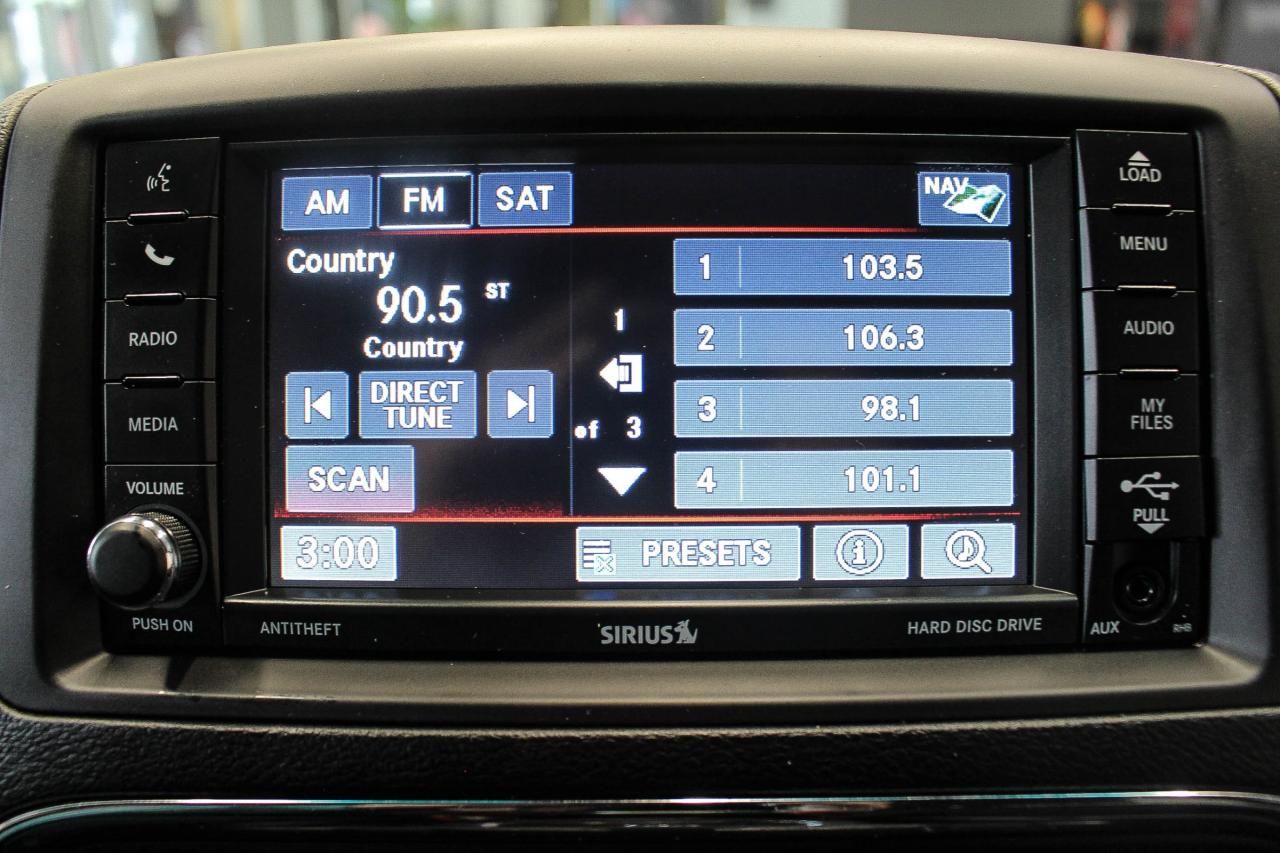 AM FM SAT NAV
Country
90.5 ST
Country
DIRECT
TUNE
SCAN
3:00
1
of 3
1 103.5
2 106.3
3 98.1
4 101.1
PRESETS
i
RADIO
MEDIA
VOLUME
PUSH ON
LOAD
MENU
AUDIO
MY
FILES
PULL
AUX RHB
ANTITHEFT
SIRIUS
HARD DISC DRIVE